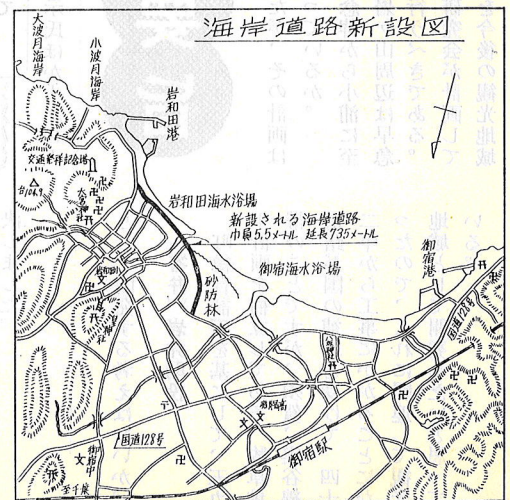 海岸道路新設図
大波月海岸
小波月海岸
岩和田港
岩和田海水浴場
新設される海岸道路
巾員5.5メートル 延長735メートル
御宿海水浴場
御宿港
砂防林
国道128号
国道128号
御宿駅
御宿中
至千葉